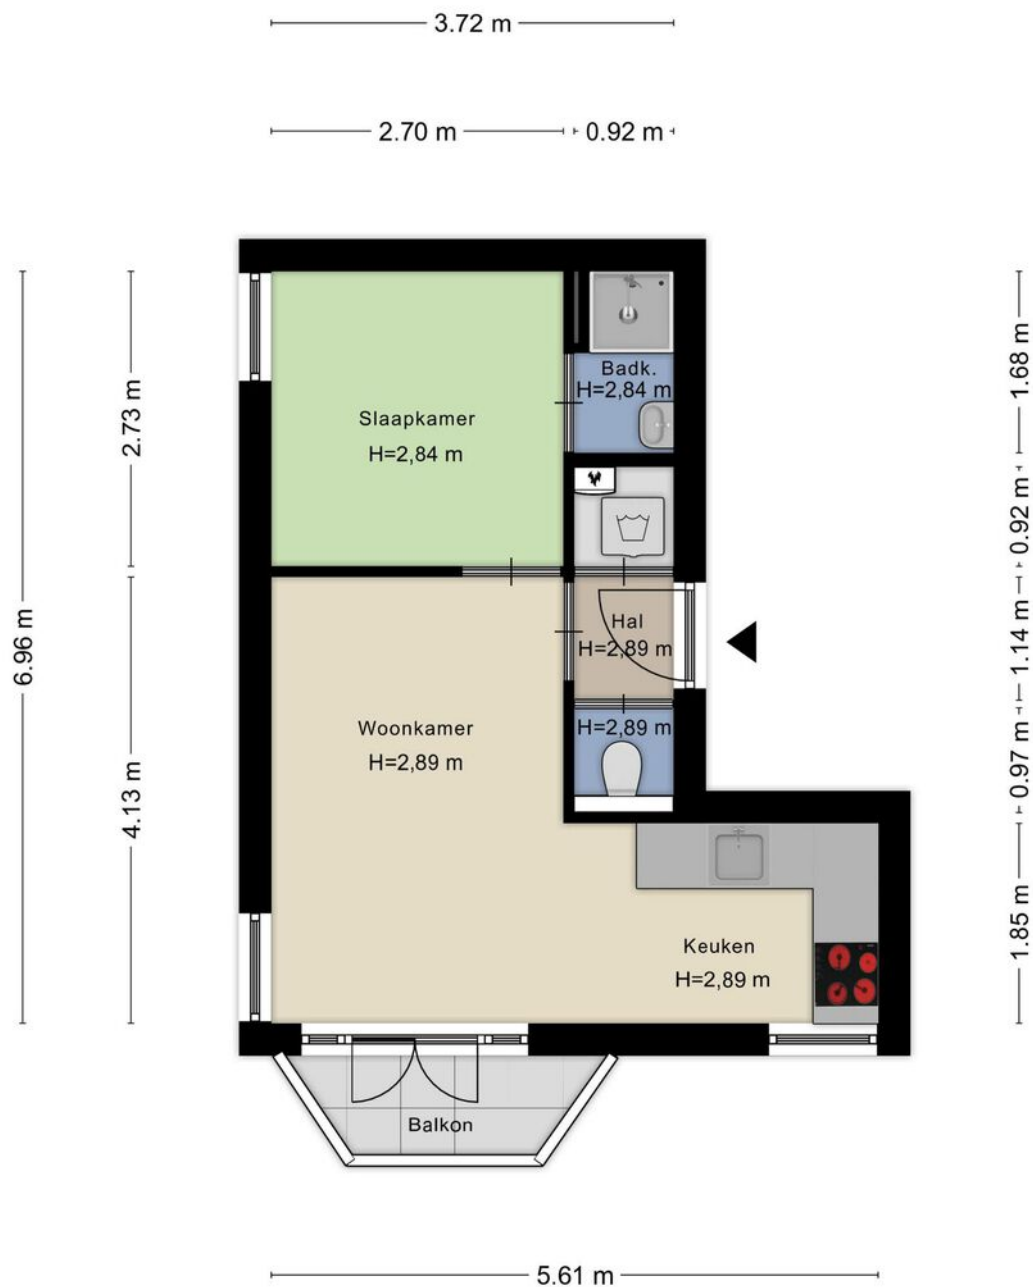 3.72 m
2.70 m
0.92 m
6.96 m
2.73 m
4.13 m
Slaapkamer
H=2,84 m
Badk.
H=2,84 m
Hal
H=2,89 m
H=2,89 m
Woonkamer
H=2,89 m
Keuken
H=2,89 m
Balkon
1.68 m
0.92 m
1.14 m
0.97 m
1.85 m
5.61 m